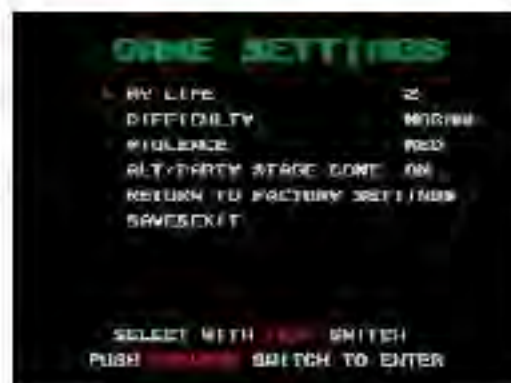 GAME SETTINGS
BY LIFE 2
DIFFICULTY NORMAL
VIOLENCE RED
STAGE ON
RETURN TO FACTORY SETTINGS
SAVE&EXIT
SELECT WITH SWITCH
PUSH SWITCH TO ENTER